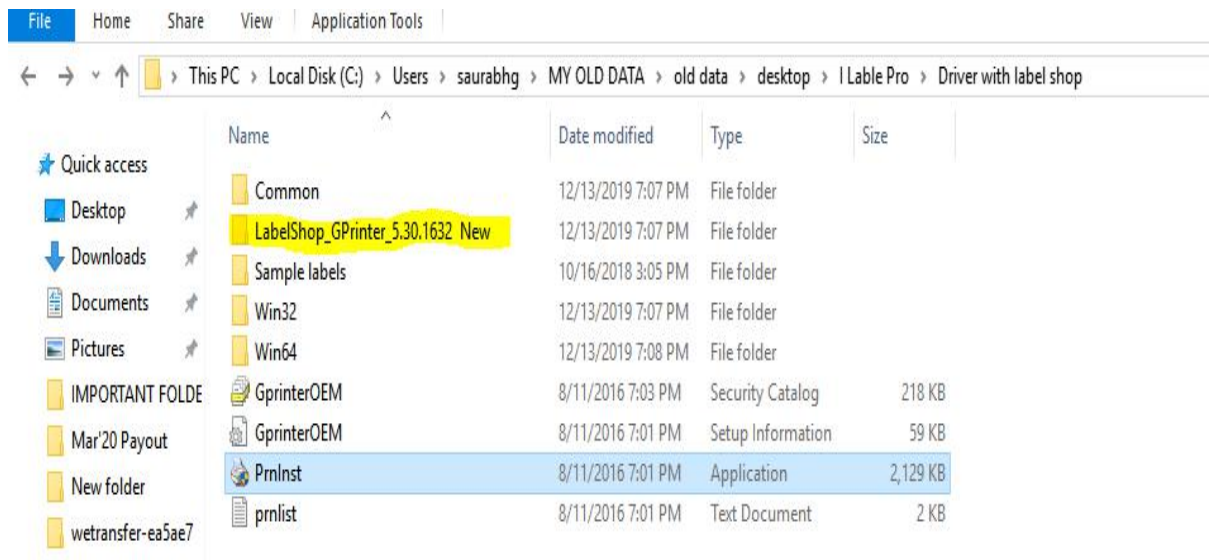 File Home Share View Application Tools
This PC > Local Disk (C:) > Users > saurabhg > MY OLD DATA > old data > desktop > I Lable Pro > Driver with label shop
Name Date modified Type Size
Quick access
Desktop
Downloads
Documents
Pictures
IMPORTANT FOLDE
Mar'20 Payout
New folder
wetransfer-ea5ae7
Common 12/13/2019 7:07 PM File folder
LabelShop_GPrinter_5.30.1632 New 12/13/2019 7:07 PM File folder
Sample labels 10/16/2018 3:05 PM File folder
Win32 12/13/2019 7:07 PM File folder
Win64 12/13/2019 7:08 PM File folder
GprinterOEM 8/11/2016 7:03 PM Security Catalog 218 KB
GprinterOEM 8/11/2016 7:01 PM Setup Information 59 KB
PrnInst 8/11/2016 7:01 PM Application 2,129 KB
prnlist 8/11/2016 7:01 PM Text Document 2 KB